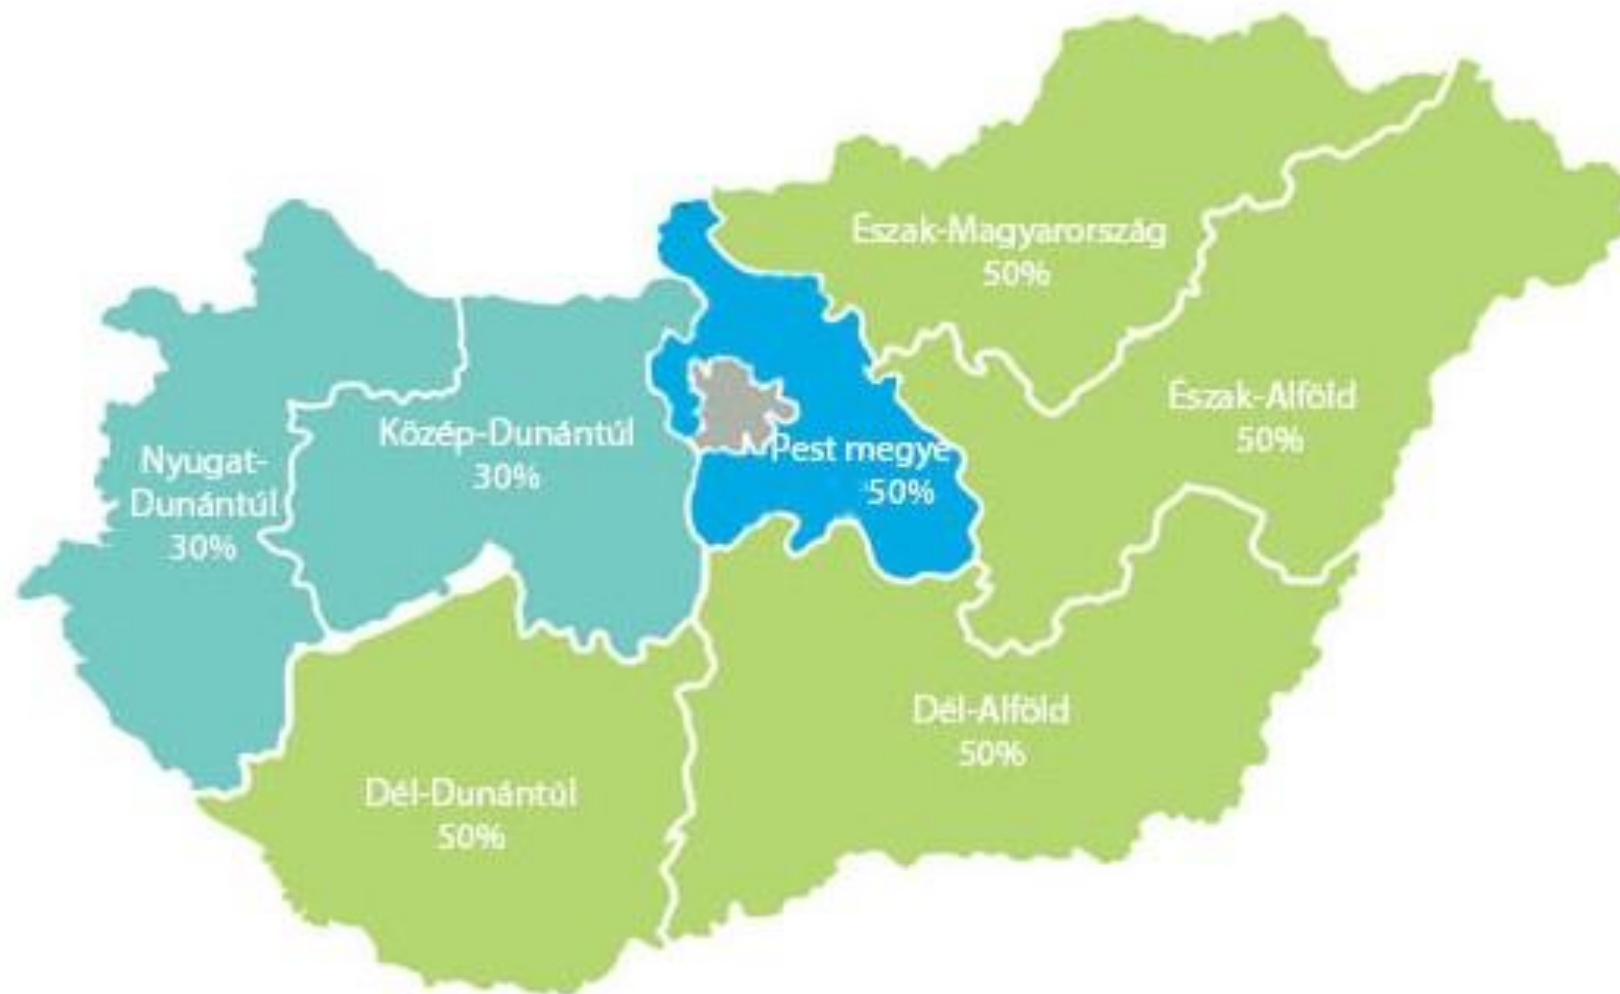 Észak-Magyarország
50%
Észak-Alföld
50%
Közép-Dunántúl
30%
Pest megye
50%
Nyugat-
Dunántúl
30%
Dél-Alföld
50%
Dél-Dunántúl
50%